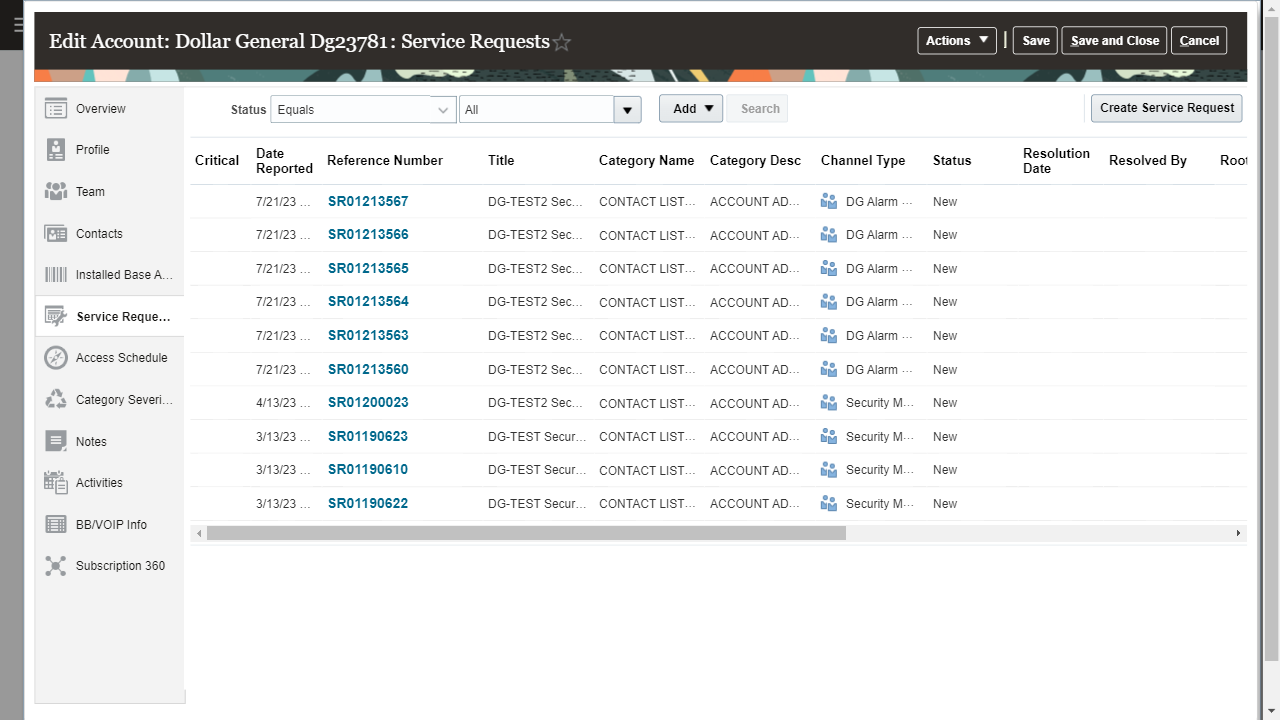 Edit Account: Dollar General Dg23781: Service Requests
Actions | Save Save and Close Cancel
Overview
Profile
Team
Contacts
Installed Base A...
Service Reque...
Access Schedule
Category Severi...
Notes
Activities
BB/VOIP Info
Subscription 360
Status Equals All Add Search Create Service Request
Critical Date Reported Reference Number Title Category Name Category Desc Channel Type Status Resolution Date Resolved By Root
7/21/23 ... SR01213567 DG-TEST2 Sec... CONTACT LIST... ACCOUNT AD... DG Alarm ... New
7/21/23 ... SR01213566 DG-TEST2 Sec... CONTACT LIST... ACCOUNT AD... DG Alarm ... New
7/21/23 ... SR01213565 DG-TEST2 Sec... CONTACT LIST... ACCOUNT AD... DG Alarm ... New
7/21/23 ... SR01213564 DG-TEST2 Sec... CONTACT LIST... ACCOUNT AD... DG Alarm ... New
7/21/23 ... SR01213563 DG-TEST2 Sec... CONTACT LIST... ACCOUNT AD... DG Alarm ... New
7/21/23 ... SR01213560 DG-TEST2 Sec... CONTACT LIST... ACCOUNT AD... DG Alarm ... New
4/13/23 ... SR01200023 DG-TEST2 Sec... CONTACT LIST... ACCOUNT AD... Security M... New
3/13/23 ... SR01190623 DG-TEST Secur... CONTACT LIST... ACCOUNT AD... Security M... New
3/13/23 ... SR01190610 DG-TEST Secur... CONTACT LIST... ACCOUNT AD... Security M... New
3/13/23 ... SR01190622 DG-TEST Secur... CONTACT LIST... ACCOUNT AD... Security M... New